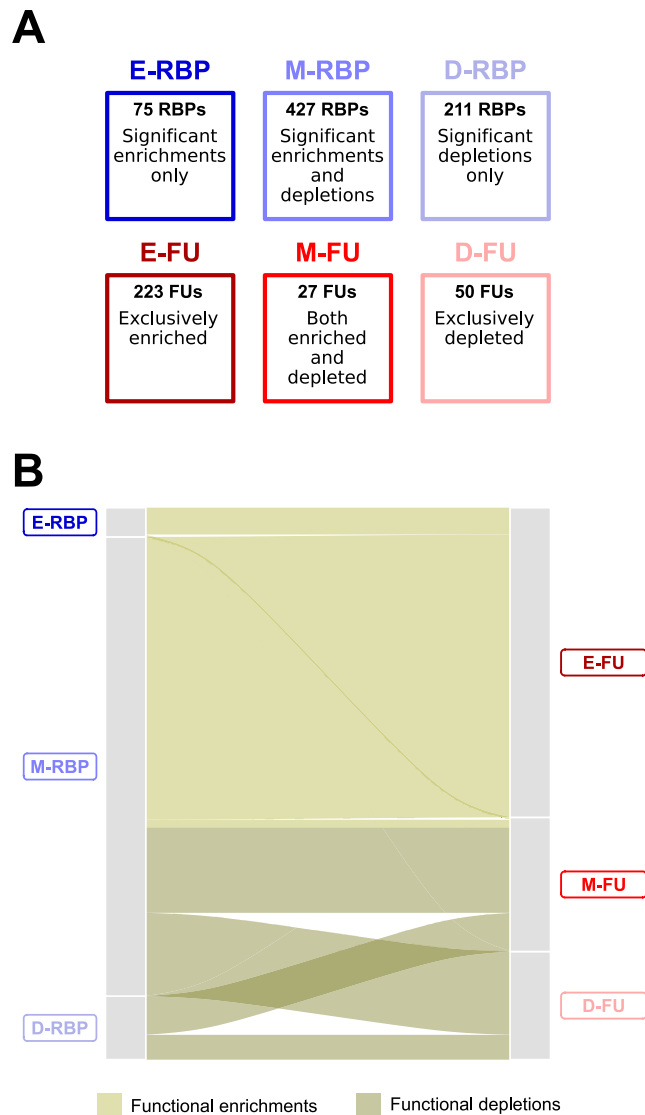 A
E-RBP M-RBP D-RBP
75 RBPs
Significant
enrichments
only
427 RBPs
Significant
enrichments
and
depletions
211 RBPs
Significant
depletions
only
E-FU M-FU D-FU
223 FUs
Exclusively
enriched
27 FUs
Both
enriched
and
depleted
50 FUs
Exclusively
depleted
B
E-RBP
M-RBP
D-RBP
E-FU
M-FU
D-FU
Functional enrichments
Functional depletions